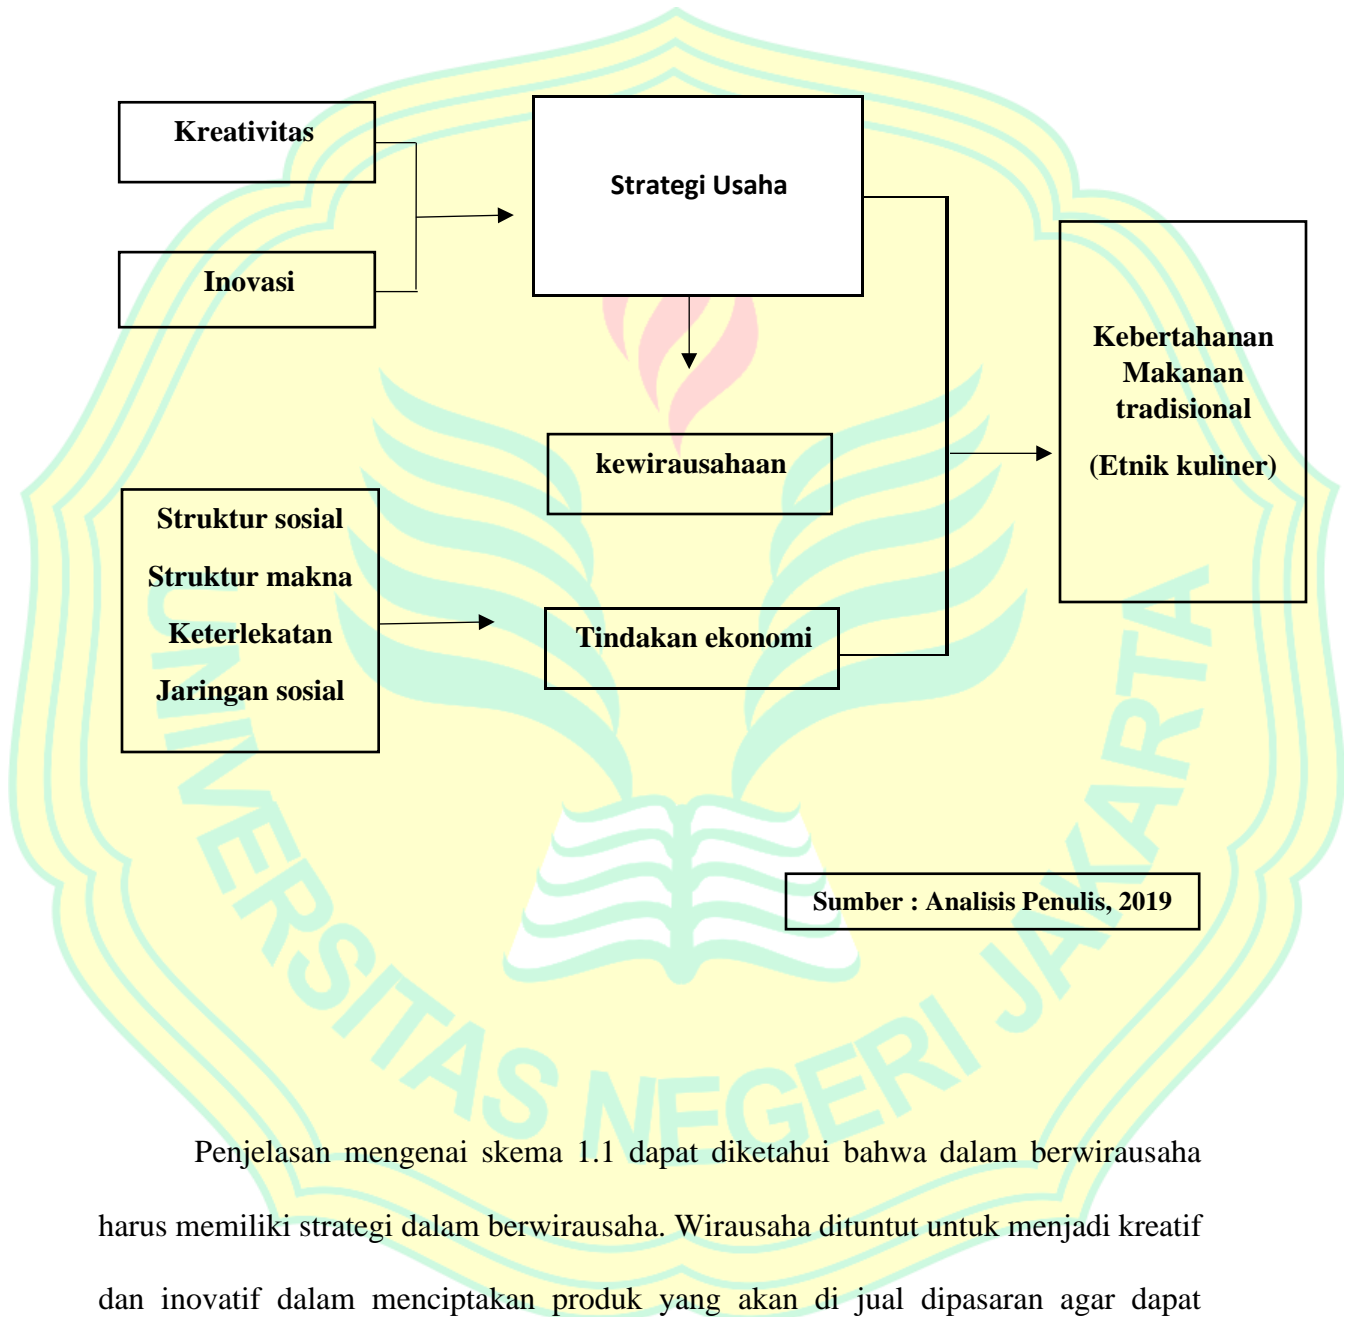 Kreativitas
Strategi Usaha
Inovasi
Kebertahanan
Makanan
tradisional
(Etnik kuliner)
kewirausahaan
Struktur sosial
Struktur makna
Keterlekatan
Jaringan sosial
Tindakan ekonomi
Sumber : Analisis Penulis, 2019
UNIVERSITAS NEGERI JAKARTA
Penjelasan mengenai skema 1.1 dapat diketahui bahwa dalam berwirausaha
harus memiliki strategi dalam berwirausaha. Wirausaha dituntut untuk menjadi kreatif
dan inovatif dalam menciptakan produk yang akan di jual dipasaran agar dapat